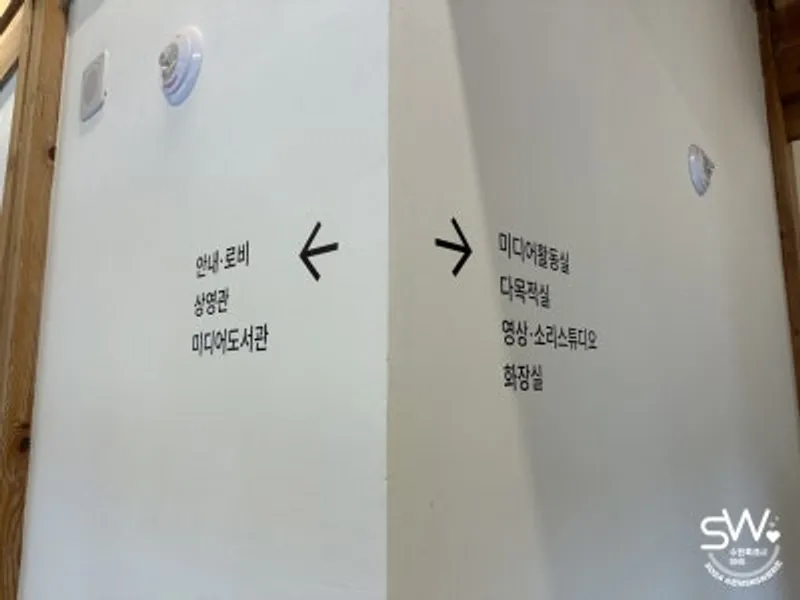 안내·로비
상영관
미디어도서관
미디어활동실
다목적실
영상·소리스튜디오
화장실
SW